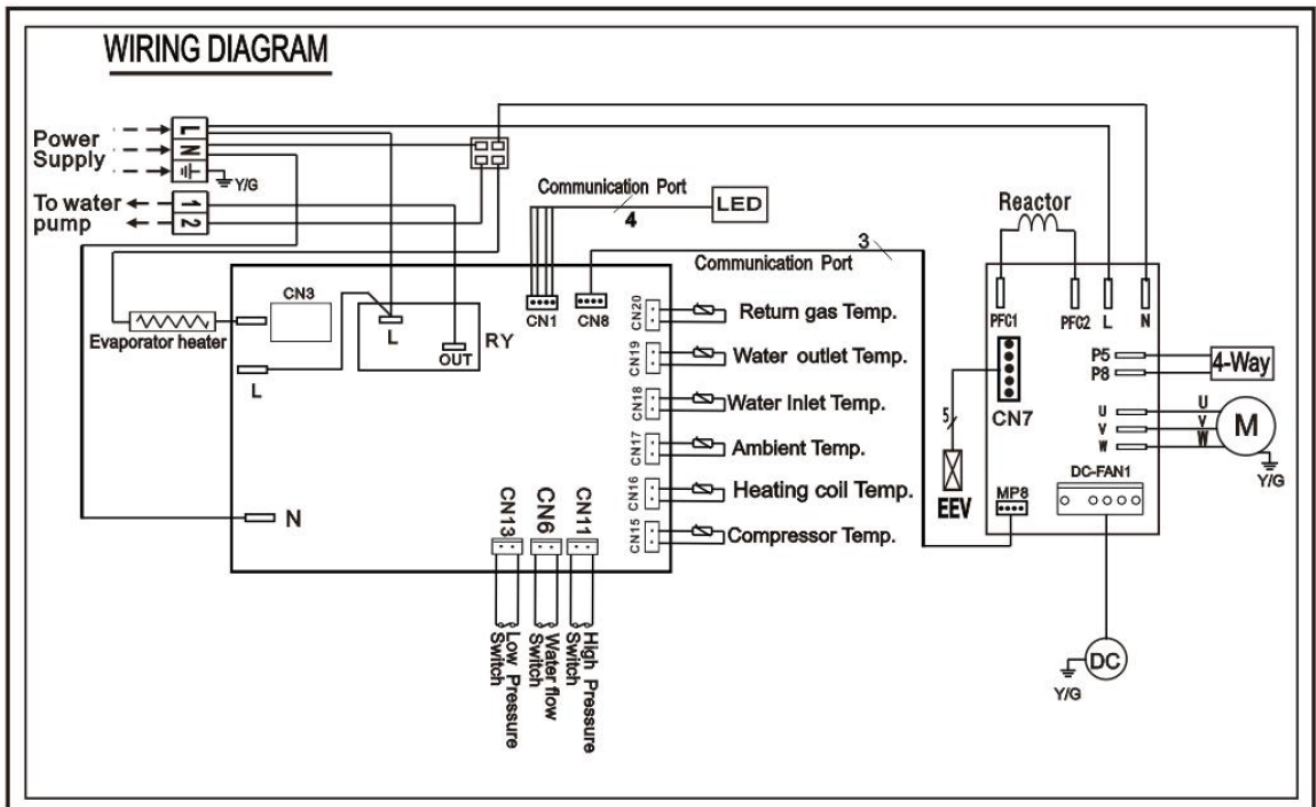 WIRING DIAGRAM
Power
Supply
L
N
Y/G
To water
pump
1
2
Communication Port
4
LED
3
Communication Port
Reactor
CN3
Evaporator heater
L
OUT
RY
L
N
CN1
CN8
CN20
Return gas Temp.
CN19
Water outlet Temp.
CN18
Water Inlet Temp.
CN17
Ambient Temp.
CN16
Heating coil Temp.
CN15
Compressor Temp.
CN13
CN6
CN11
Low Pressure
Switch
Water flow
Switch
High Pressure
Switch
PFC1
PFC2
L
N
P5
P8
4-Way
CN7
5
EEV
U
V
W
U
V
W
M
Y/G
DC-FAN1
MP8
DC
Y/G